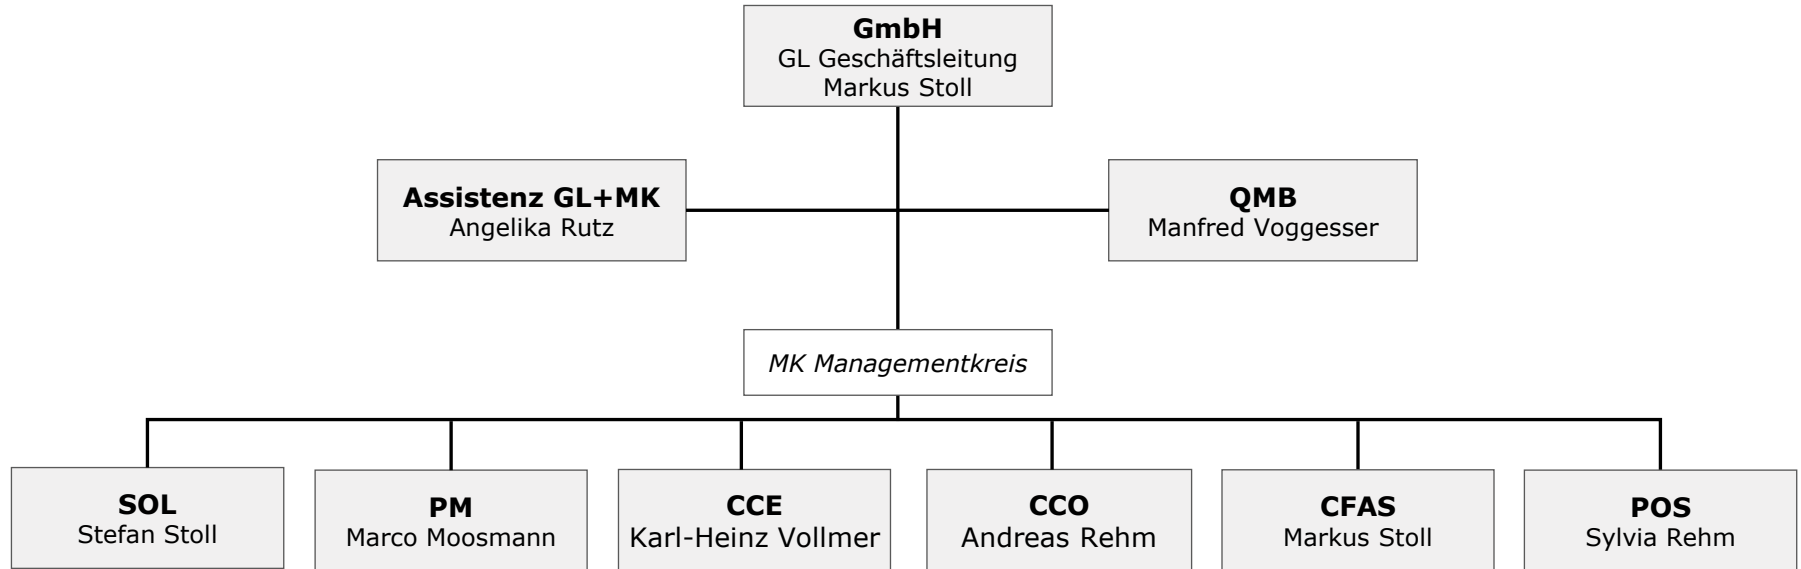 GmbH
GL Geschäftsleitung
Markus Stoll
Assistenz GL+MK
Angelika Rutz
QMB
Manfred Voggesser
MK Managementkreis
SOL
Stefan Stoll
PM
Marco Moosmann
CCE
Karl-Heinz Vollmer
CCO
Andreas Rehm
CFAS
Markus Stoll
POS
Sylvia Rehm